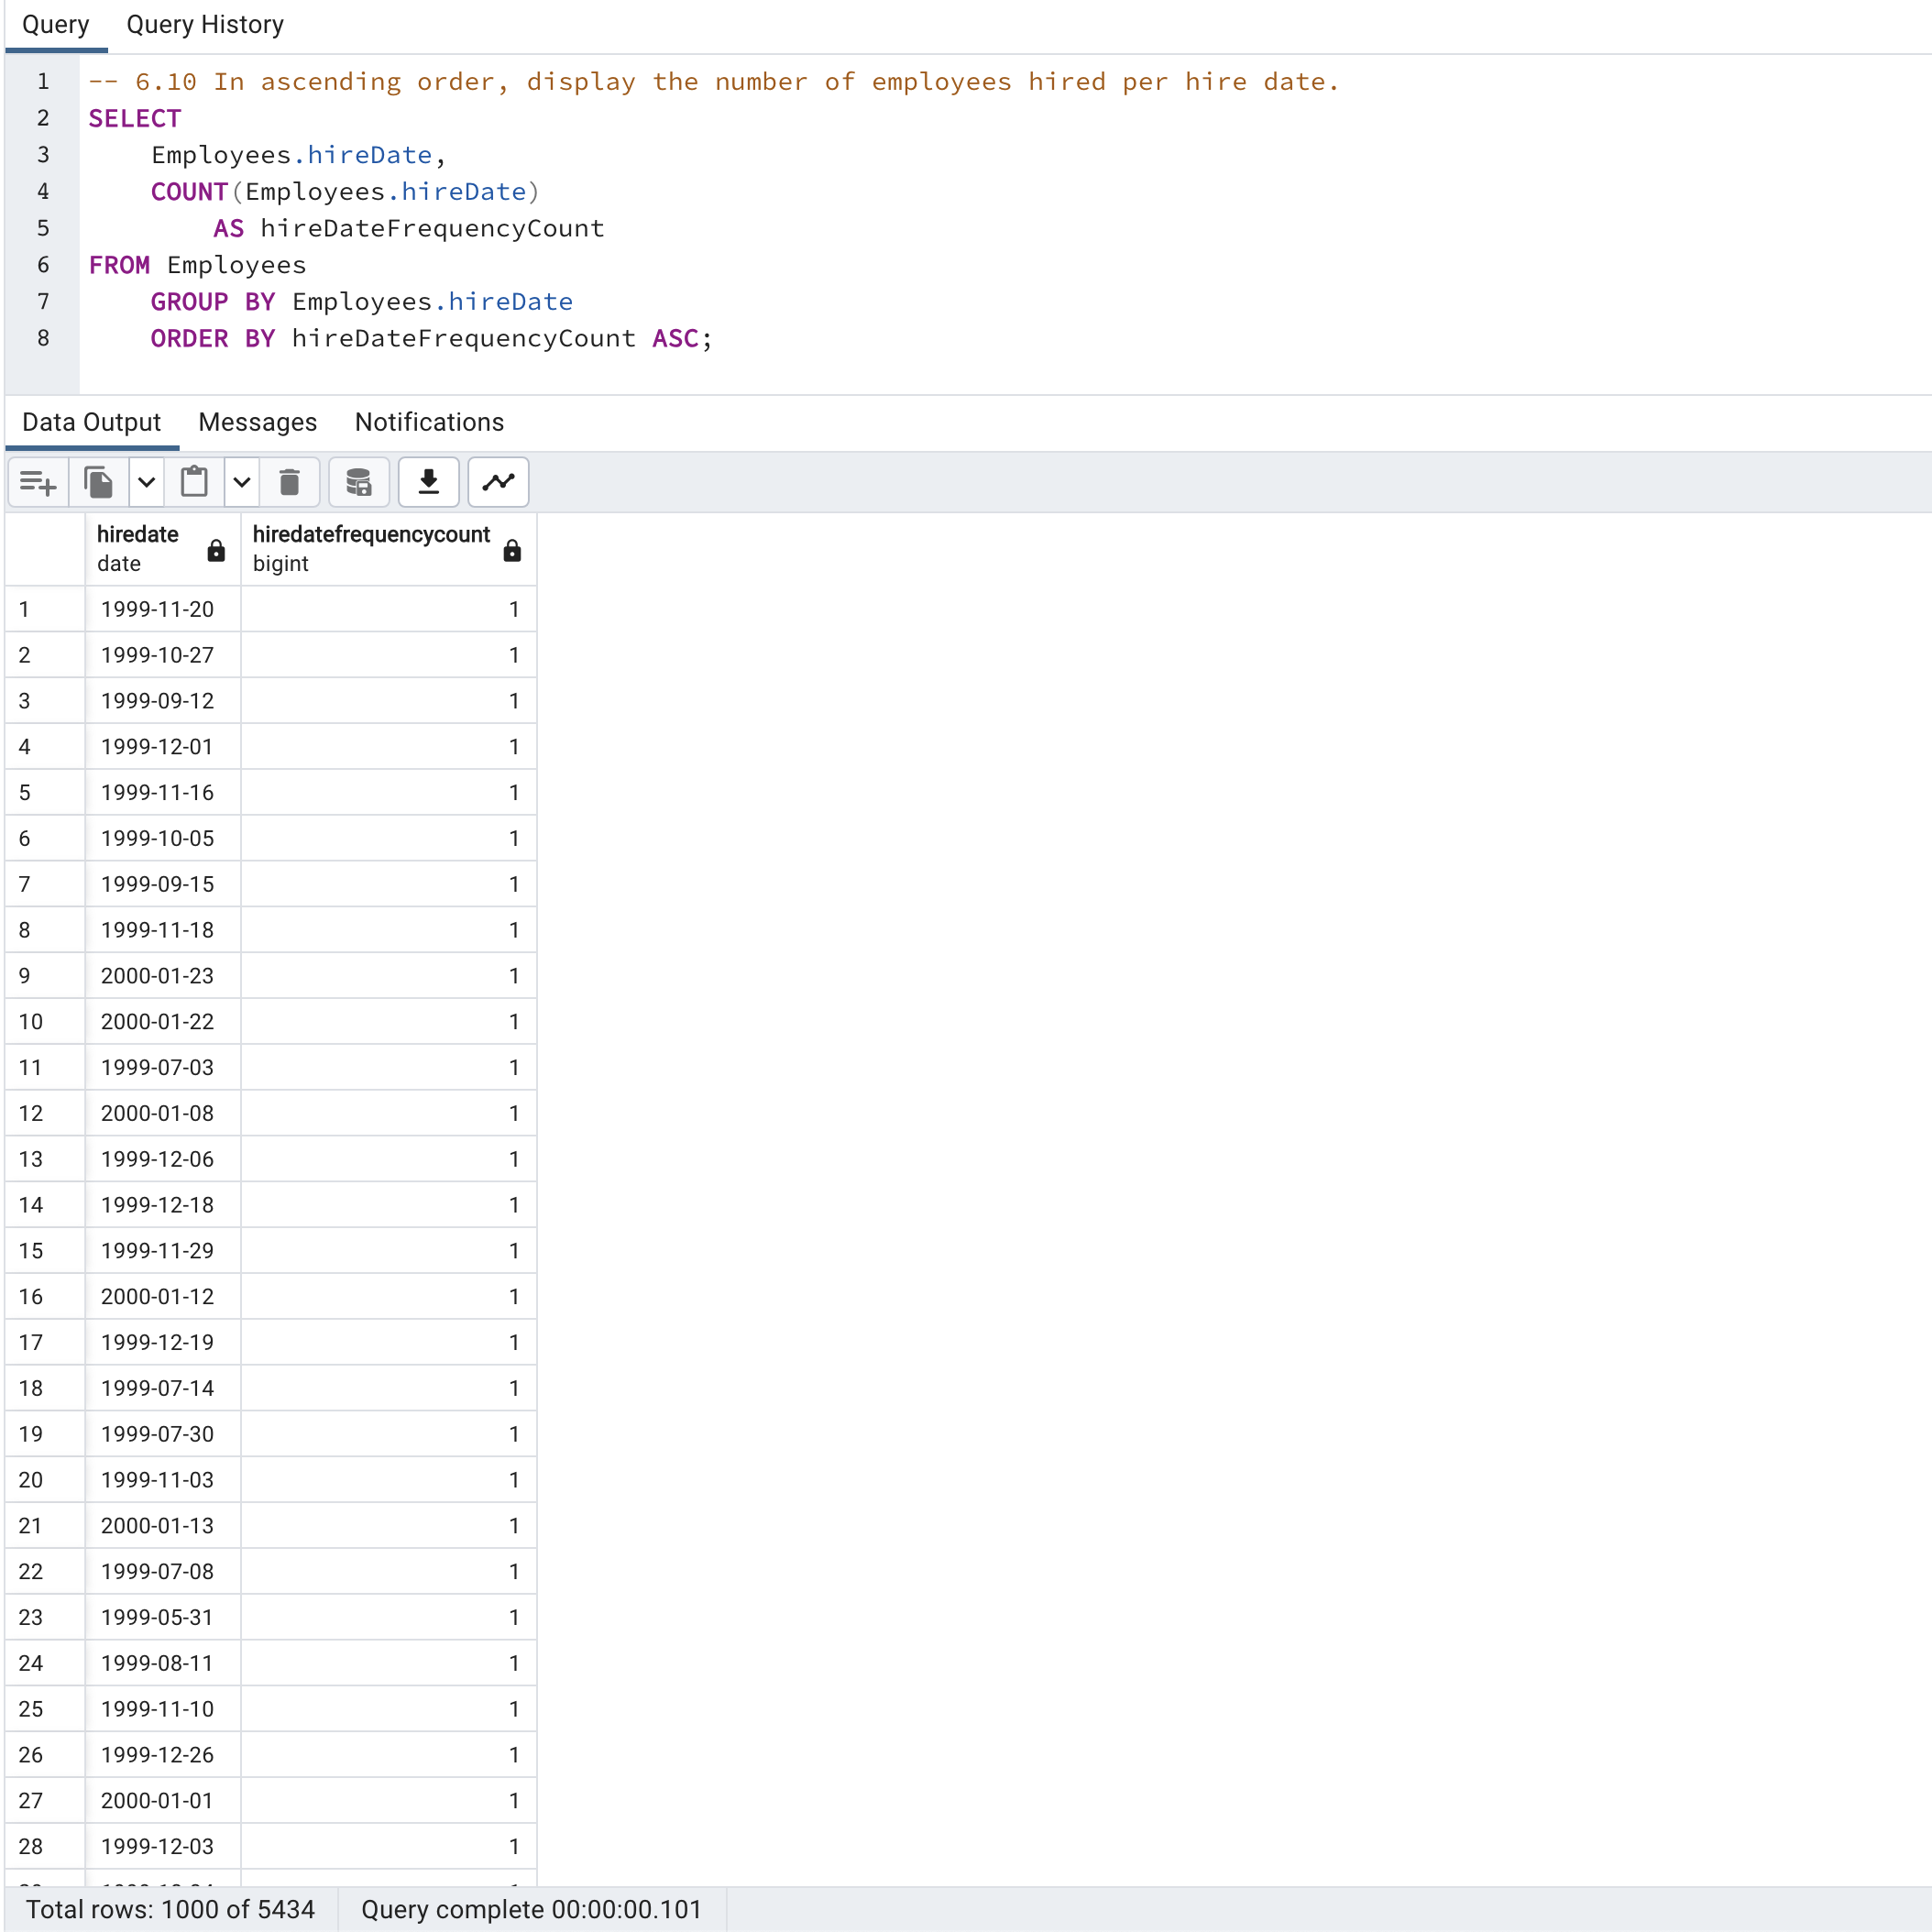 Query Query History
1 -- 6.10 In ascending order, display the number of employees hired per hire date.
2 SELECT
3 Employees.hireDate,
4 COUNT(Employees.hireDate)
5 AS hireDateFrequencyCount
6 FROM Employees
7 GROUP BY Employees.hireDate
8 ORDER BY hireDateFrequencyCount ASC;
Data Output Messages Notifications
hiredate hiredatefrequencycount
date bigint
1 1999-11-20 1
2 1999-10-27 1
3 1999-09-12 1
4 1999-12-01 1
5 1999-11-16 1
6 1999-10-05 1
7 1999-09-15 1
8 1999-11-18 1
9 2000-01-23 1
10 2000-01-22 1
11 1999-07-03 1
12 2000-01-08 1
13 1999-12-06 1
14 1999-12-18 1
15 1999-11-29 1
16 2000-01-12 1
17 1999-12-19 1
18 1999-07-14 1
19 1999-07-30 1
20 1999-11-03 1
21 2000-01-13 1
22 1999-07-08 1
23 1999-05-31 1
24 1999-08-11 1
25 1999-11-10 1
26 1999-12-26 1
27 2000-01-01 1
28 1999-12-03 1
Total rows: 1000 of 5434 Query complete 00:00:00.101